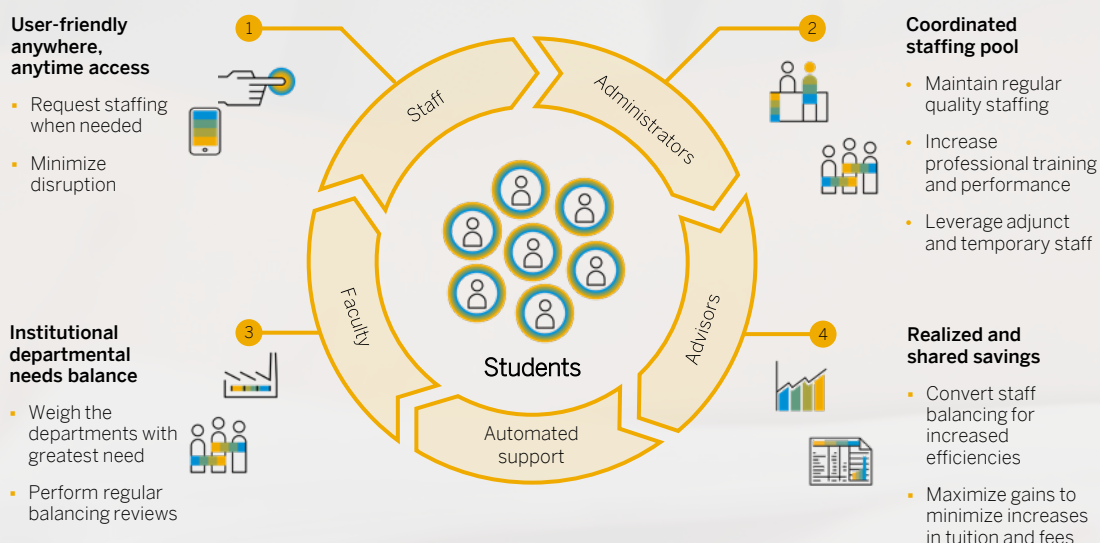 User-friendly
anywhere,
anytime access
▪ Request staffing
when needed
▪ Minimize
disruption
1
2
Coordinated
staffing pool
▪ Maintain regular
quality staffing
▪ Increase
professional training
and performance
▪ Leverage adjunct
and temporary staff
Staff
Administrators
Faculty
Advisors
Automated
support
Students
Institutional
departmental
needs balance
▪ Weigh the
departments with
greatest need
▪ Perform regular
balancing reviews
3
4
Realized and
shared savings
▪ Convert staff
balancing for
increased
efficiencies
▪ Maximize gains to
minimize increases
in tuition and fees